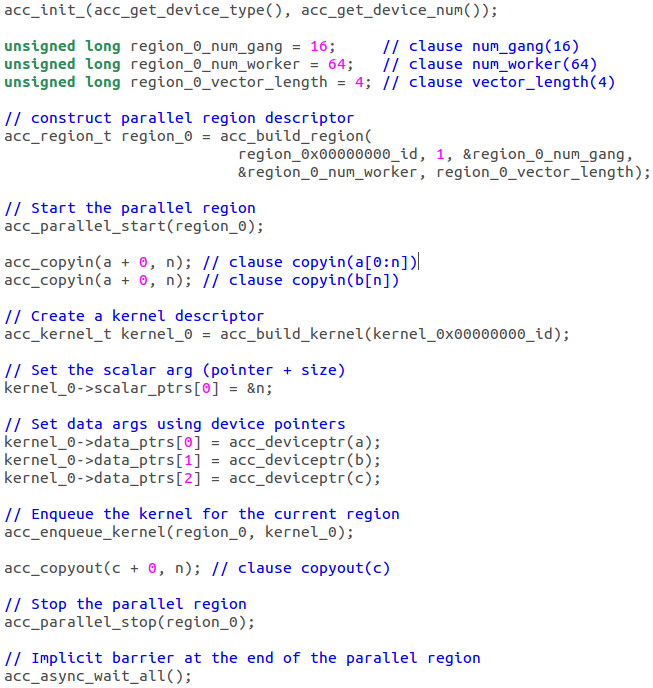 acc_init_(acc_get_device_type(), acc_get_device_num());
unsigned long region_0_num_gang = 16;     // clause num_gang(16)
unsigned long region_0_num_worker = 64;   // clause num_worker(64)
unsigned long region_0_vector_length = 4; // clause vector_length(4)
// construct parallel region descriptor
acc_region_t region_0 = acc_build_region(
                          region_0x00000000_id, 1, &region_0_num_gang,
                          &region_0_num_worker, region_0_vector_length);
// Start the parallel region
acc_parallel_start(region_0);
acc_copyin(a + 0, n); // clause copyin(a[0:n])
acc_copyin(a + 0, n); // clause copyin(b[n])
// Create a kernel descriptor
acc_kernel_t kernel_0 = acc_build_kernel(kernel_0x00000000_id);
// Set the scalar arg (pointer + size)
kernel_0->scalar_ptrs[0] = &n;
// Set data args using device pointers
kernel_0->data_ptrs[0] = acc_deviceptr(a);
kernel_0->data_ptrs[1] = acc_deviceptr(b);
kernel_0->data_ptrs[2] = acc_deviceptr(c);
// Enqueue the kernel for the current region
acc_enqueue_kernel(region_0, kernel_0);
acc_copyout(c + 0, n); // clause copyout(c)
// Stop the parallel region
acc_parallel_stop(region_0);
// Implicit barrier at the end of the parallel region
acc_async_wait_all();